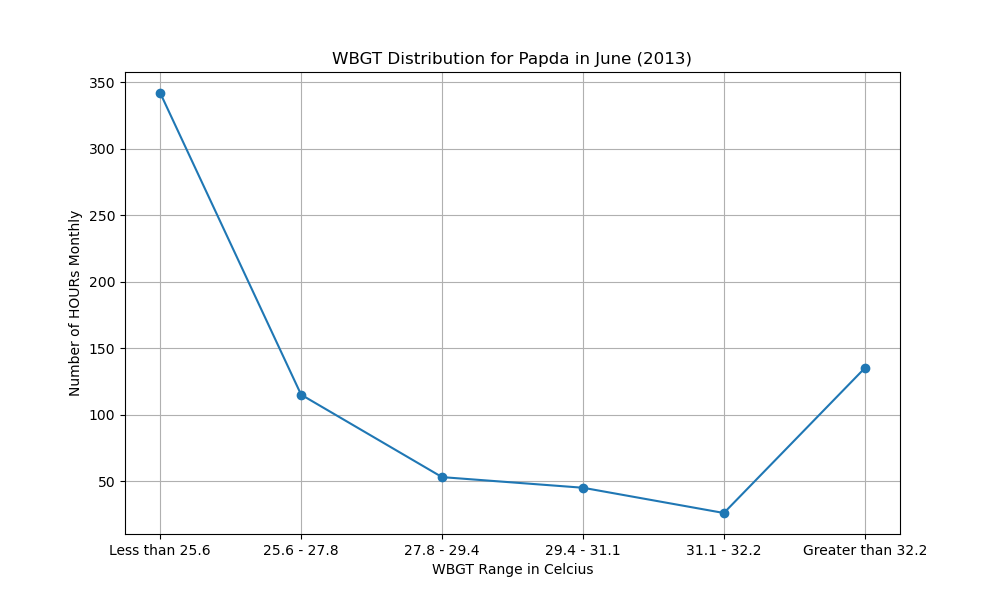 WBGT Distribution for Papda in June (2013)
Number of HOURs Monthly
350
300
250
200
150
100
50
Less than 25.6
25.6 - 27.8
27.8 - 29.4
29.4 - 31.1
31.1 - 32.2
Greater than 32.2
WBGT Range in Celcius